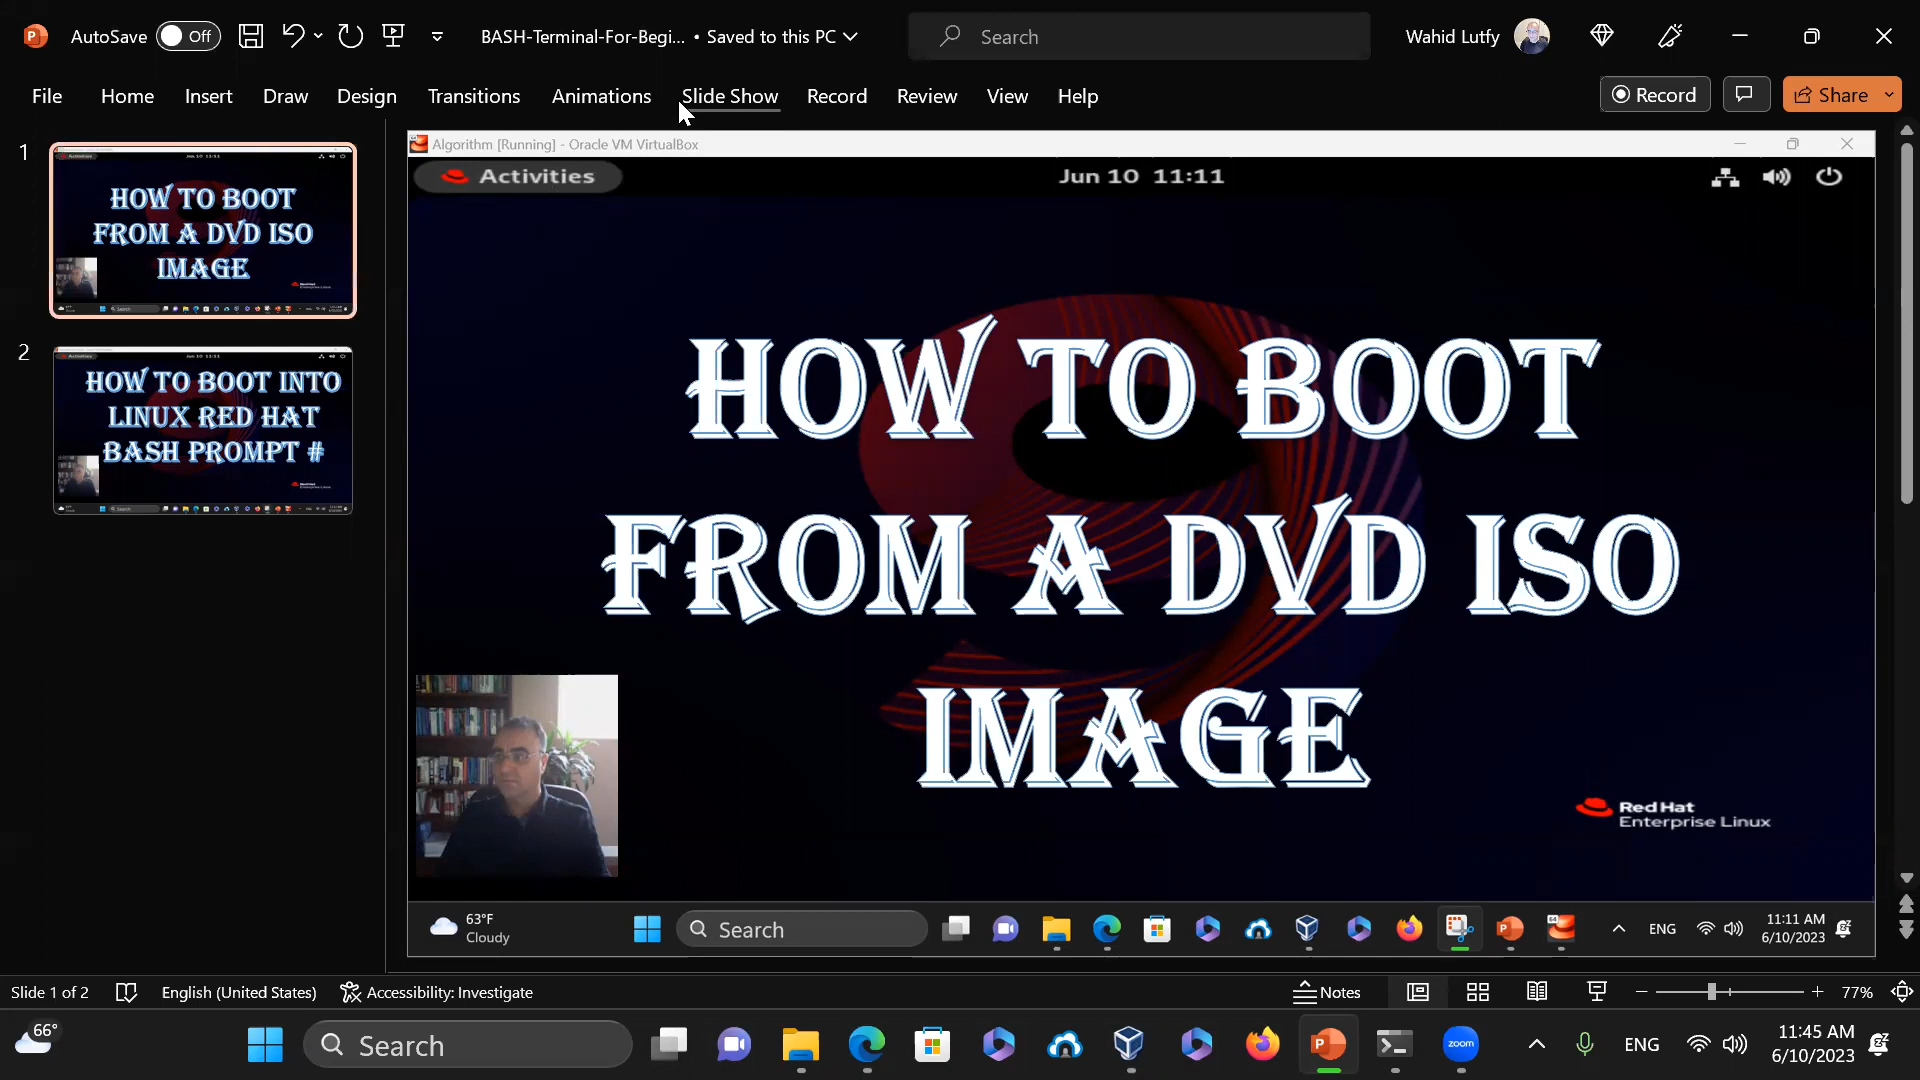 AutoSave Off BASH-Terminal-For-Begi... • Saved to this PC Search Wahid Lutfy
File Home Insert Draw Design Transitions Animations Slide Show Record Review View Help Record Share
1
HOW TO BOOT
FROM A DVD ISO
IMAGE
2
HOW TO BOOT INTO
LINUX RED HAT
BASH PROMPT #
Algorithm [Running] - Oracle VM VirtualBox
Activities Jun 10 11:11
HOW TO BOOT
FROM A DVD ISO
IMAGE
Red Hat
Enterprise Linux
63°F
Cloudy
Search
ENG
11:11 AM
6/10/2023
Slide 1 of 2 English (United States) Accessibility: Investigate Notes 77%
66°
Search
zoom
ENG
11:45 AM
6/10/2023